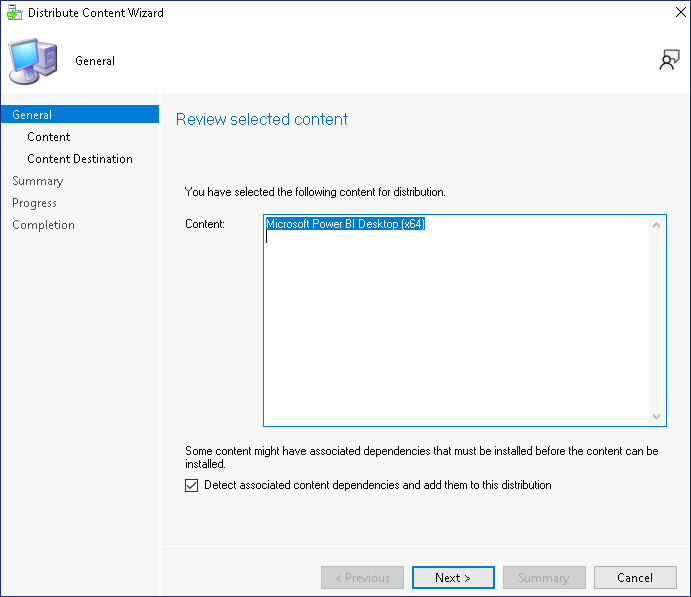 Distribute Content Wizard
General
General
Content
Content Destination
Summary
Progress
Completion
Review selected content
You have selected the following content for distribution.
Content:
Microsoft Power BI Desktop (x64)
Some content might have associated dependencies that must be installed before the content can be
installed.
Detect associated content dependencies and add them to this distribution
< Previous
Next >
Summary
Cancel